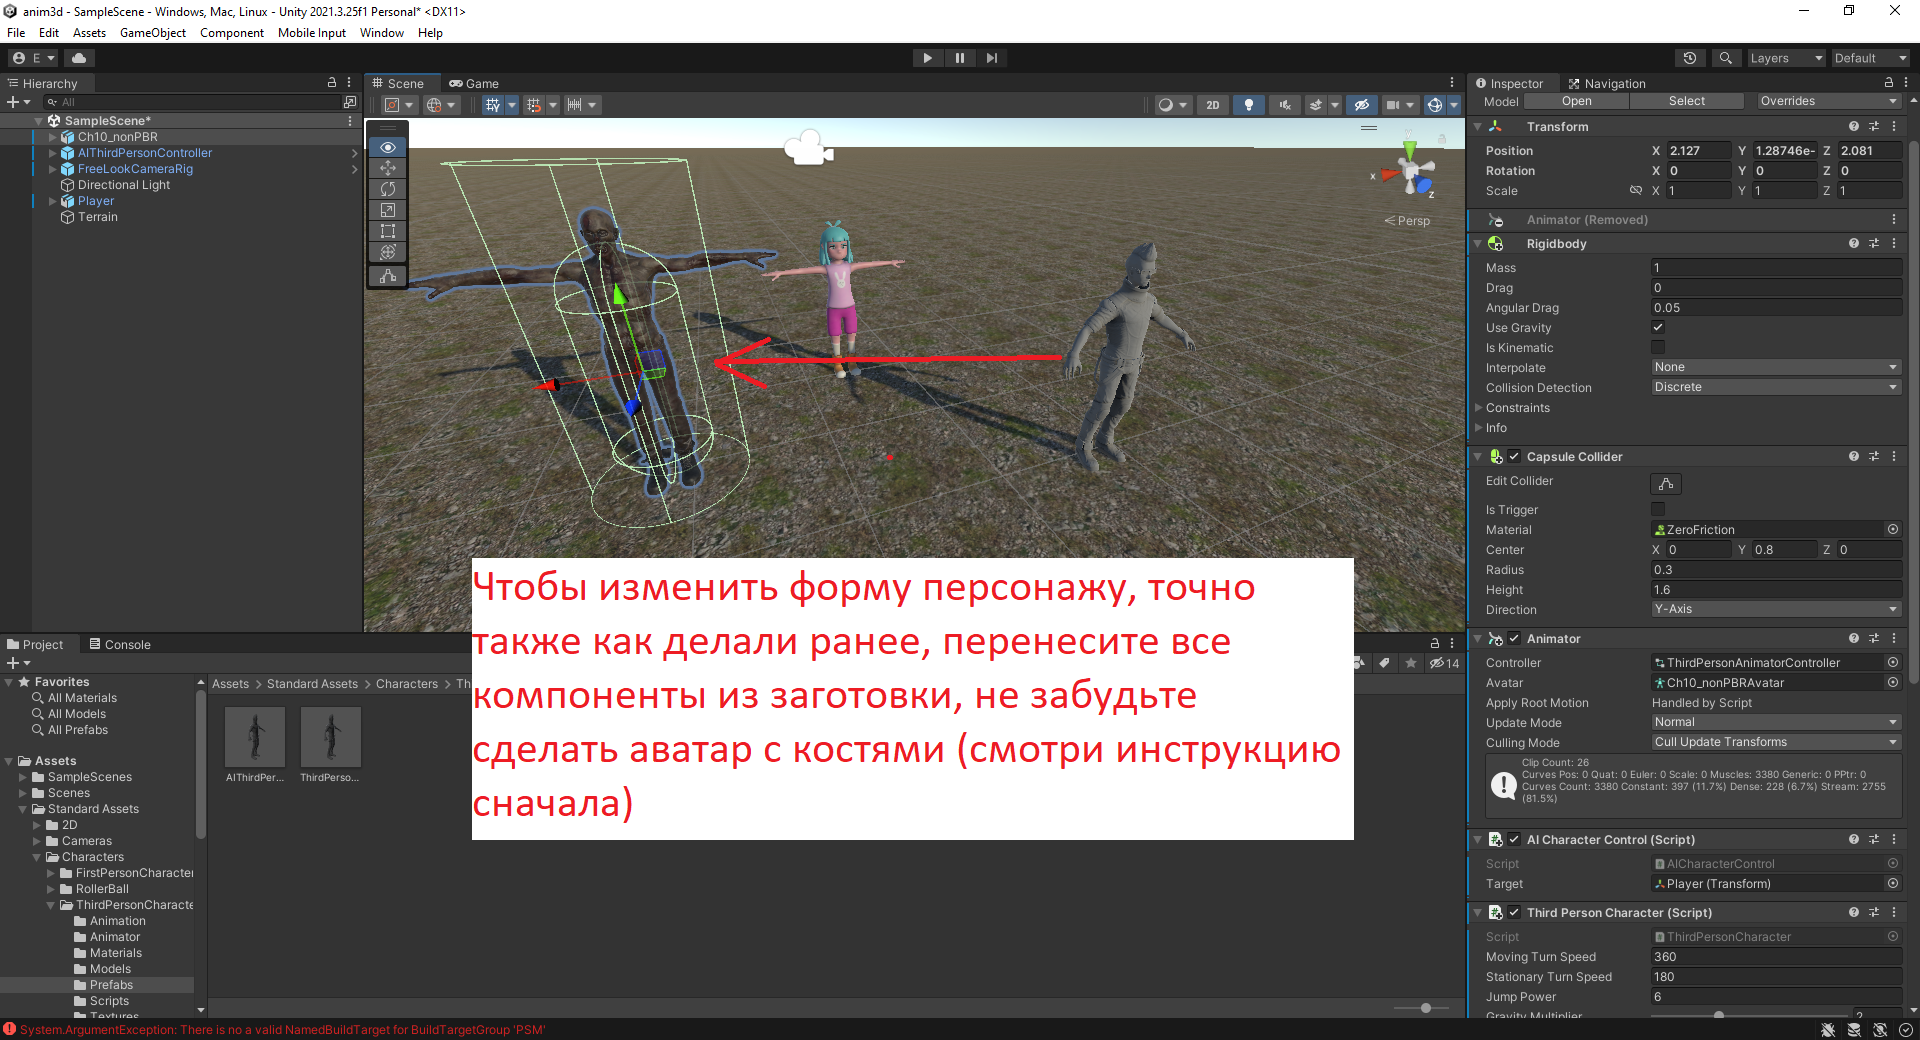 anim3d - SampleScene - Windows, Mac, Linux - Unity 2021.3.25f1 Personal* <DX11>
File Edit Assets GameObject Component Mobile Input Window Help
E
Layers
Default
Hierarchy
All
SampleScene*
Ch10_nonPBR
AIThirdPersonController
FreeLookCameraRig
Directional Light
Player
Terrain
Scene
Game
2D
y
x
z
Persp
Чтобы изменить форму персонажу, точно
также как делали ранее, перенесите все
компоненты из заготовки, не забудьте
сделать аватар с костями (смотри инструкцию
сначала)
Project
Console
14
Favorites
All Materials
All Models
All Prefabs
Assets
SampleScenes
Scenes
Standard Assets
2D
Cameras
Characters
FirstPersonCharacter
RollerBall
ThirdPersonCharacte
Animation
Animator
Materials
Models
Prefabs
Scripts
Textures
Assets > Standard Assets > Characters > Th
AIThirdPer...
ThirdPerso...
Inspector
Navigation
Model Open Select Overrides
Transform
Position X 2.127 Y 1.28746e- Z 2.081
Rotation X 0 Y 0 Z 0
Scale X 1 Y 1 Z 1
Animator (Removed)
Rigidbody
Mass 1
Drag 0
Angular Drag 0.05
Use Gravity
Is Kinematic
Interpolate None
Collision Detection Discrete
Constraints
Info
Capsule Collider
Edit Collider
Is Trigger
Material ZeroFriction
Center X 0 Y 0.8 Z 0
Radius 0.3
Height 1.6
Direction Y-Axis
Animator
Controller ThirdPersonAnimatorController
Avatar Ch10_nonPBRAvatar
Apply Root Motion Handled by Script
Update Mode Normal
Culling Mode Cull Update Transforms
Clip Count: 26
Curves Pos: 0 Quat: 0 Euler: 0 Scale: 0 Muscles: 3380 Generic: 0 PPtr: 0
Curves Count: 3380 Constant: 397 (11.7%) Dense: 228 (6.7%) Stream: 2755
(81.5%)
AI Character Control (Script)
Script AICharacterControl
Target Player (Transform)
Third Person Character (Script)
Script ThirdPersonCharacter
Moving Turn Speed 360
Stationary Turn Speed 180
Jump Power 6
Gravity Multiplier 2
System.ArgumentException: There is no a valid NamedBuildTarget for BuildTargetGroup 'PSM'